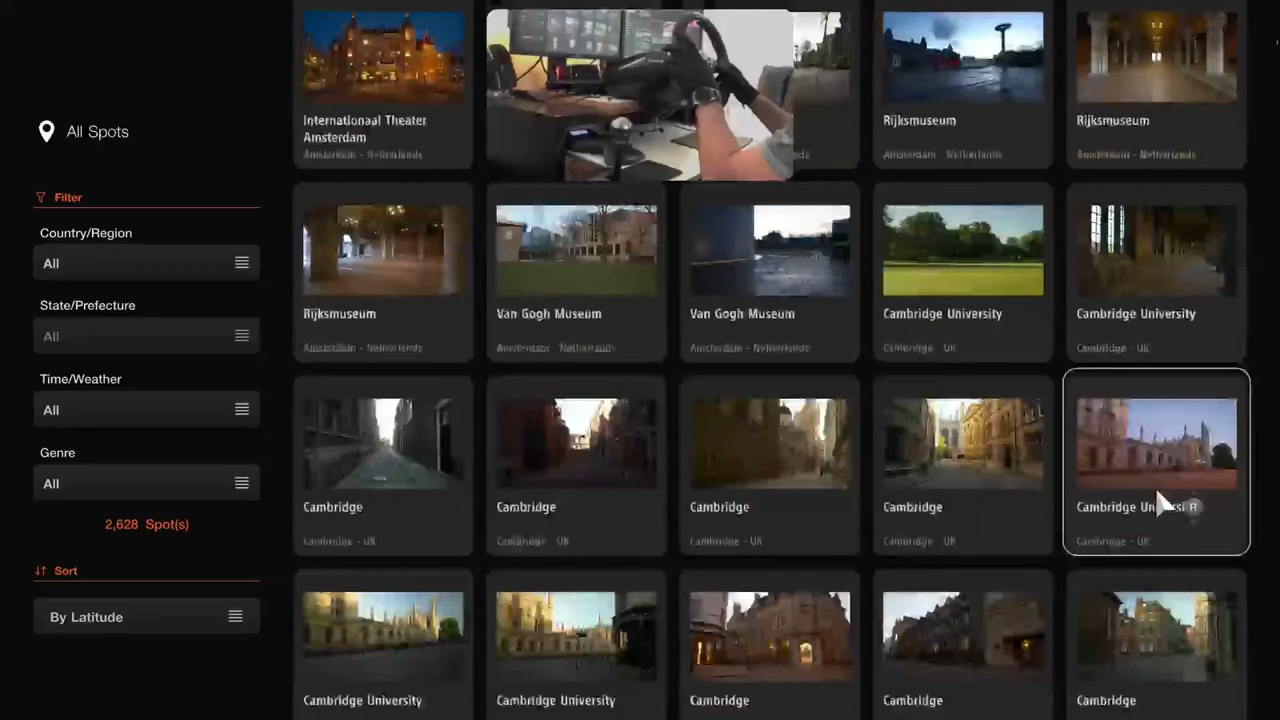 All Spots
Filter
Country/Region
All
State/Prefecture
All
Time/Weather
All
Genre
All
2,628 Spot(s)
Sort
By Latitude
Internationaal Theater
Amsterdam
Amsterdam - Netherlands
Rijksmuseum
Amsterdam - Netherlands
Rijksmuseum
Amsterdam - Netherlands
Rijksmuseum
Amsterdam - Netherlands
Van Gogh Museum
Amsterdam - Netherlands
Van Gogh Museum
Amsterdam - Netherlands
Cambridge University
Cambridge - UK
Cambridge University
Cambridge - UK
Cambridge
Cambridge - UK
Cambridge
Cambridge - UK
Cambridge
Cambridge - UK
Cambridge
Cambridge - UK
Cambridge
R
Cambridge - UK
Cambridge University
Cambridge University
Cambridge
Cambridge
Cambridge